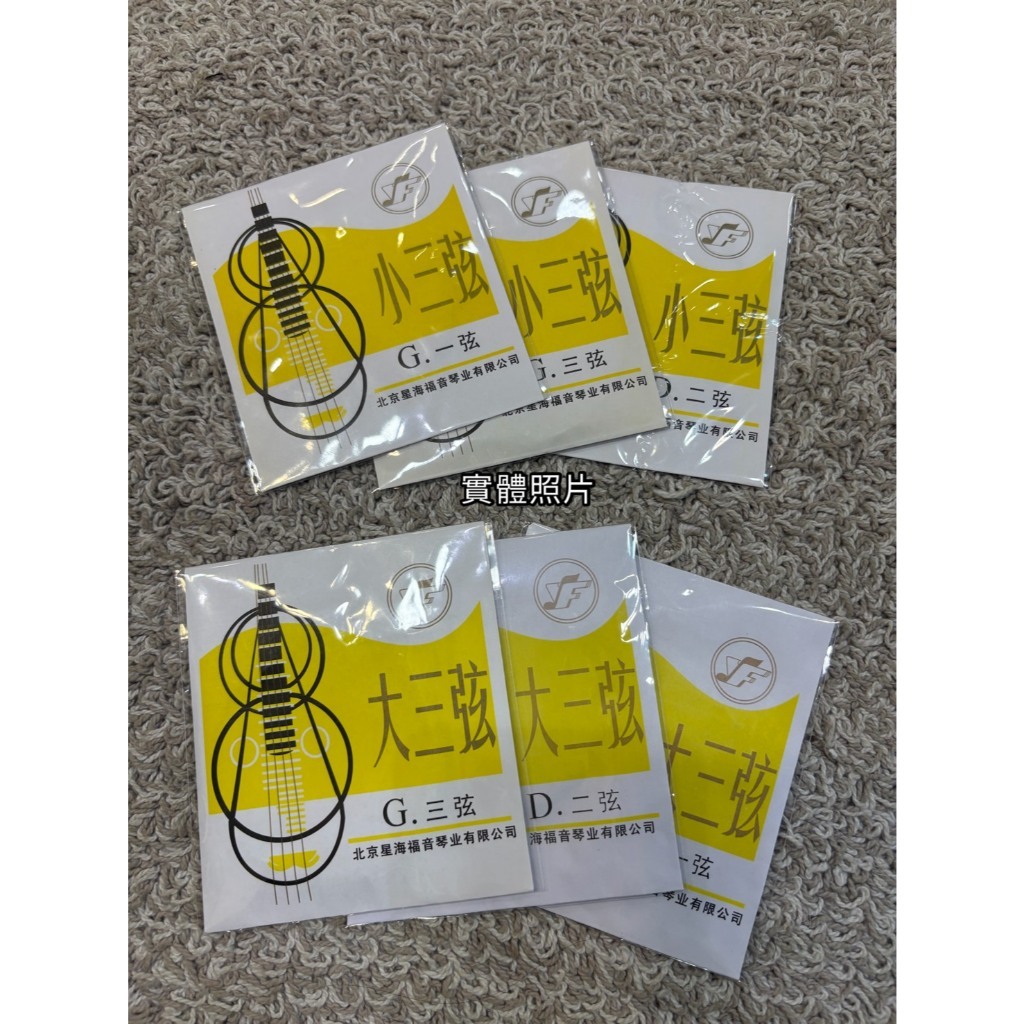 小三弦
G. 一弦
北京星海福音琴业有限公司
小三弦
G. 三弦
北京星海福音琴业有限公司
小三弦
D. 二弦
音琴业有限公司
實體照片
大三弦
G. 三弦
北京星海福音琴业有限公司
大三弦
D. 二弦
海福音琴业有限公司
大三弦
一弦
琴业有限公司